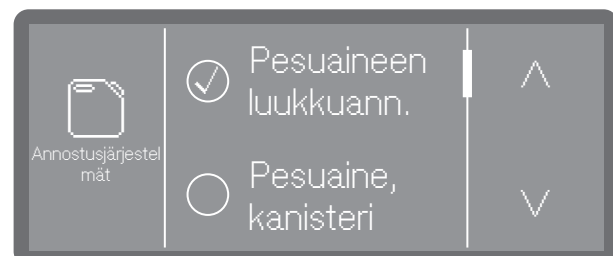 Annostusjärjestel
mät
Pesuaineen
luukkuann.
Pesuaine,
kanisteri